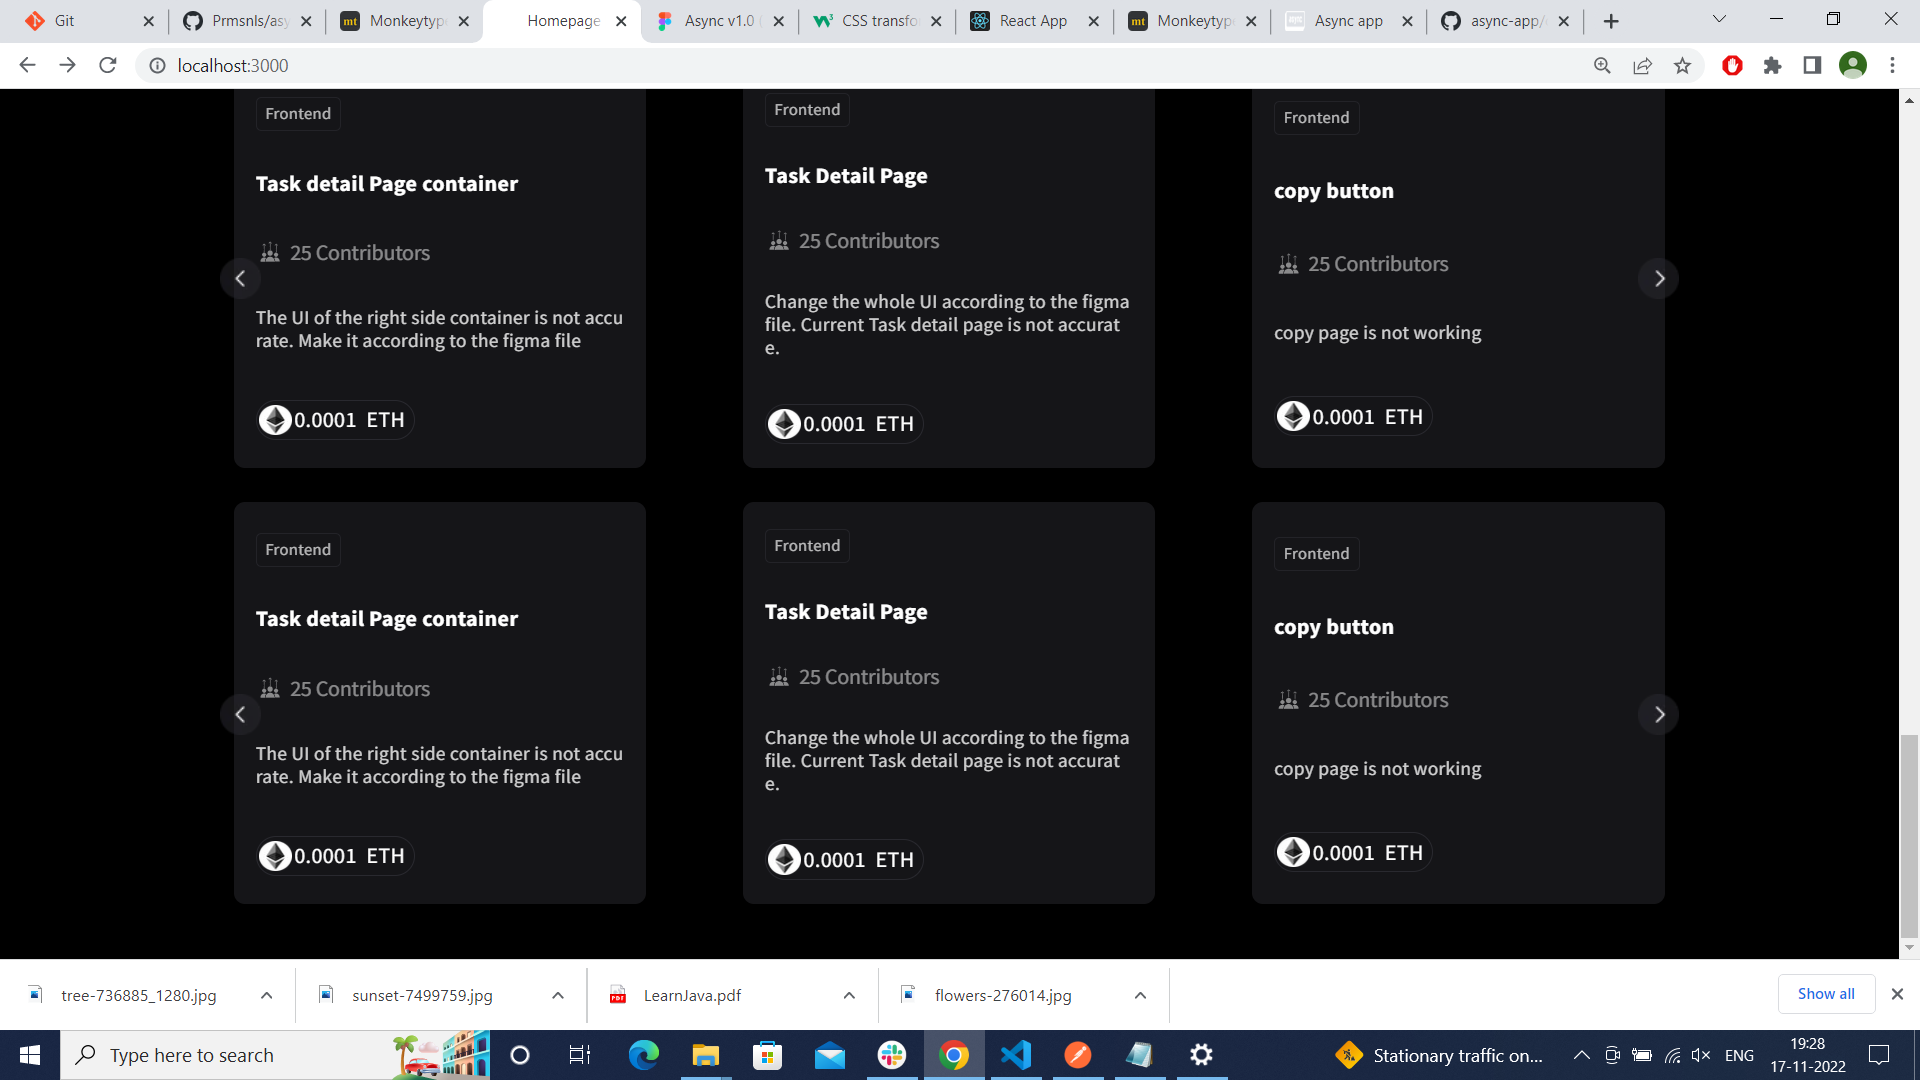 Git
Prmsnls/asy
Monkeytype
Homepage
Async v1.0 (
CSS transfo
React App
Monkeytype
Async app
async-app/
localhost:3000
Frontend
Task detail Page container
25 Contributors
The UI of the right side container is not accu
rate. Make it according to the figma file
0.0001 ETH
Frontend
Task Detail Page
25 Contributors
Change the whole UI according to the figma
file. Current Task detail page is not accurat
e.
0.0001 ETH
Frontend
copy button
25 Contributors
copy page is not working
0.0001 ETH
Frontend
Task detail Page container
25 Contributors
The UI of the right side container is not accu
rate. Make it according to the figma file
0.0001 ETH
Frontend
Task Detail Page
25 Contributors
Change the whole UI according to the figma
file. Current Task detail page is not accurat
e.
0.0001 ETH
Frontend
copy button
25 Contributors
copy page is not working
0.0001 ETH
tree-736885_1280.jpg
sunset-7499759.jpg
LearnJava.pdf
flowers-276014.jpg
Show all
Type here to search
Stationary traffic on...
ENG
19:28
17-11-2022